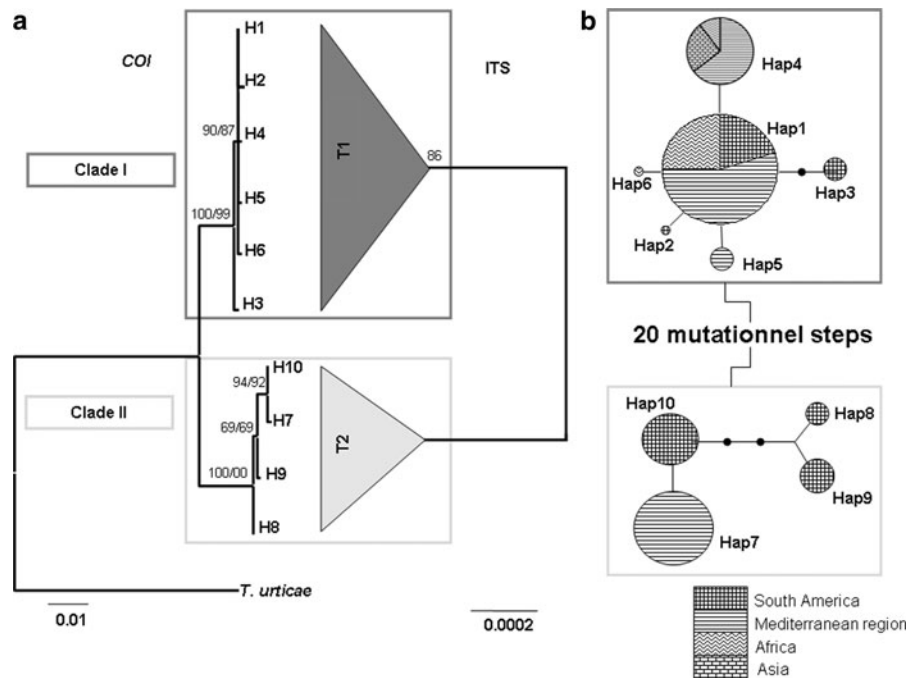 a
COI
ITS
H1
H2
90/87
H4
T1
86
Clade I
H5
100/99
H6
H3
H10
94/92
Clade II
H7
69/69
T2
H9
100/00
H8
T. urticae
0.01
0.0002
b
Hap4
Hap1
Hap6
Hap3
Hap2
Hap5
20 mutationnel steps
Hap10
Hap8
Hap9
Hap7
South America
Mediterranean region
Africa
Asia